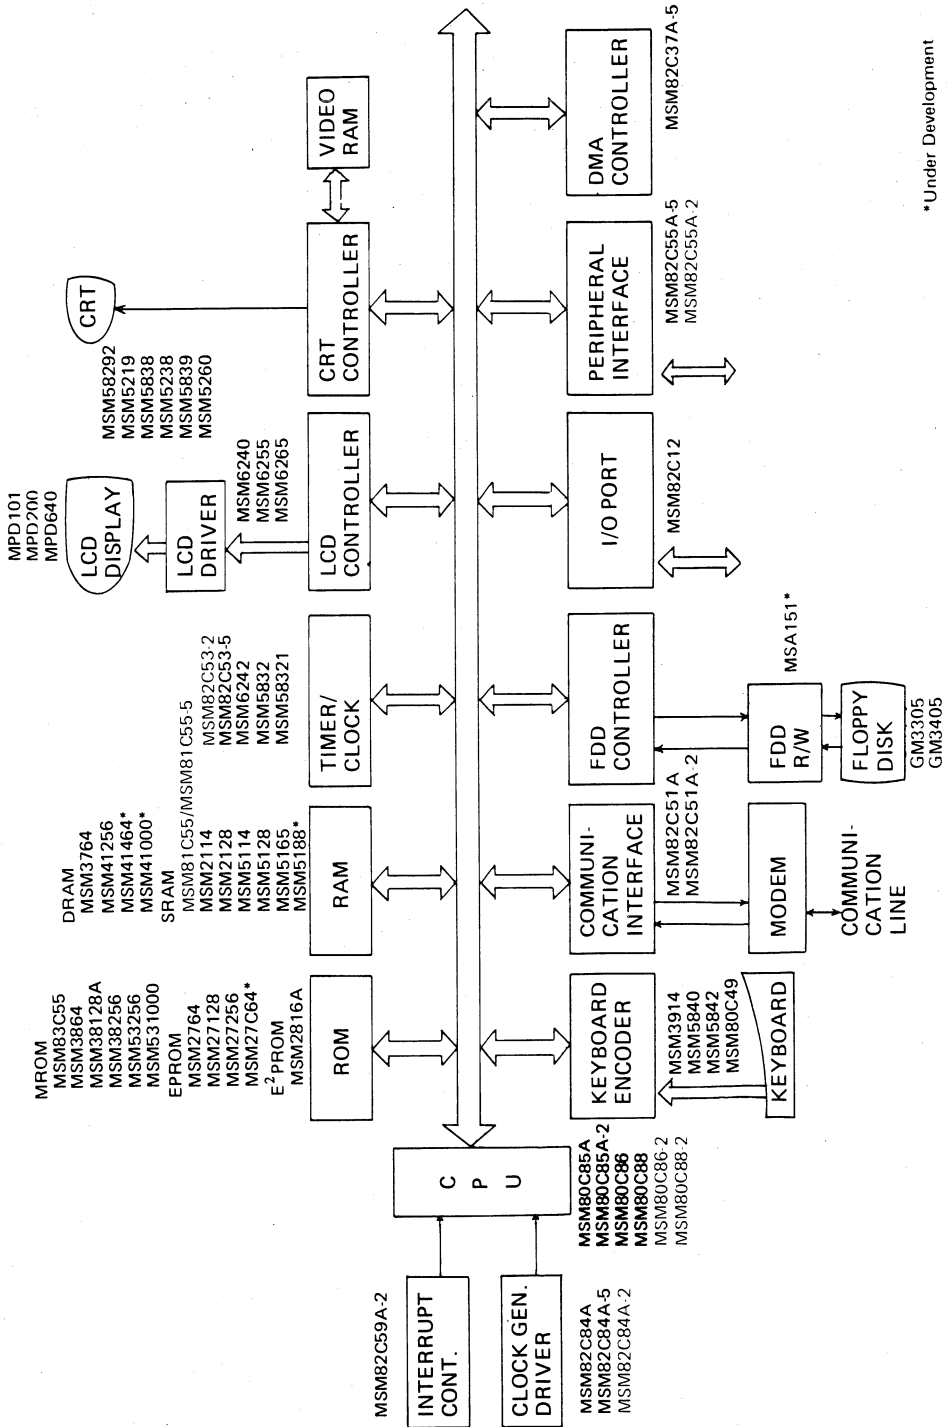 MROM
MSM83C55
MSM3864
MSM38128A
MSM38256
MSM53256
MSM531000
EPROM
MSM2764
MSM27128
MSM27256
MSM27C64*
E²PROM
MSM2816A
ROM
DRAM
MSM3764
MSM41256
MSM41464*
MSM41000*
SRAM
MSM81C55/MSM81C55-5
MSM2114
MSM2128
MSM5114
MSM5128
MSM5165
MSM5188*
RAM
MSM82C53-2
MSM82C53-5
MSM6242
MSM5832
MSM58321
TIMER/
CLOCK
MPD101
MPD200
MPD640
LCD
DISPLAY
LCD
DRIVER
MSM6240
MSM6255
MSM6265
LCD
CONTROLLER
MSM58292
MSM5219
MSM5838
MSM5238
MSM5839
MSM5260
CRT
CRT
CONTROLLER
VIDEO
RAM
MSM82C59A-2
INTERRUPT
CONT.
CLOCK GEN.
DRIVER
MSM82C84A
MSM82C84A-5
MSM82C84A-2
C
P
U
MSM80C85A
MSM80C85A-2
MSM80C86
MSM80C88
MSM80C86-2
MSM80C88-2
KEYBOARD
ENCODER
MSM3914
MSM5840
MSM5842
MSM80C49
KEYBOARD
COMMUNI-
CATION
INTERFACE
MSM82C51A
MSM82C51A-2
MODEM
COMMUNI-
CATION
LINE
FDD
CONTROLLER
MSA151*
FDD
R/W
FLOPPY
DISK
GM3305
GM3405
I/O PORT
MSM82C12
PERIPHERAL
INTERFACE
MSM82C55A-5
MSM82C55A-2
DMA
CONTROLLER
MSM82C37A-5
*Under Development